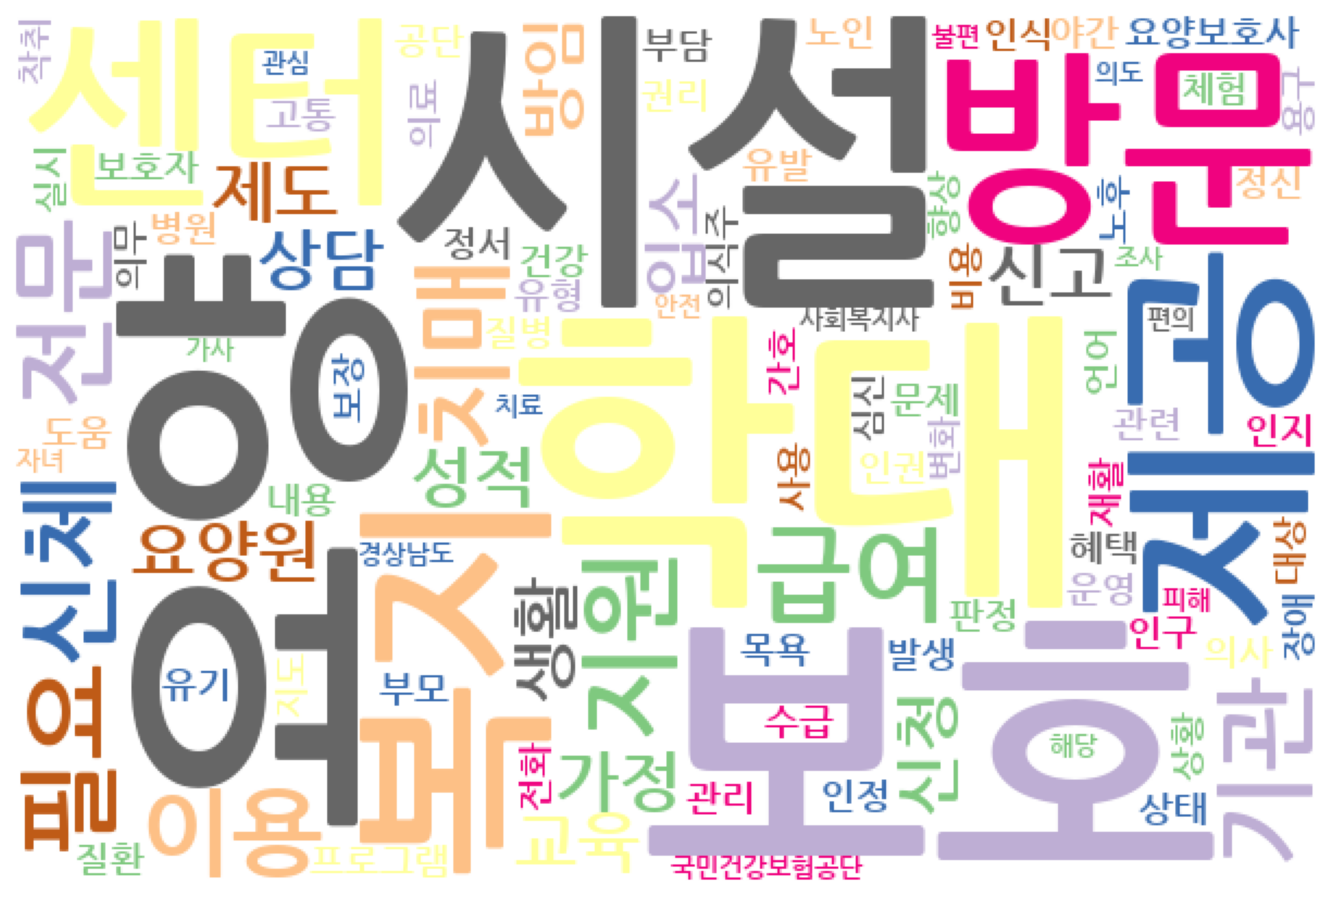 착취
센터
관심
고통
공단
의료
시설
방임
부담
권리
노인
유발
불편
인식
야간
요양보호사
방문
의도
체험
용구
실시
보호자
제도
입소
의식주
향상
노후
정신
전문
의무
병원
상담
정서
건강
유형
안전
비용
신고
조사
요양
가사
보장
치매
질병
치료
학대
사회복지사
간호
심신
문제
인권
변화
사용
언어
편의
제공
관련
인지
도움
자녀
신체
내용
성적
요양원
경상남도
복지
생활
지원
급여
판정
재활
혜택
운영
피해
대상
장애
인구
의사
필요
유기
지도
부모
목욕
발생
보호
수급
해당
상황
기관
이용
질환
프로그램
전화
가정
교육
관리
인정
신청
상태
국민건강보험공단